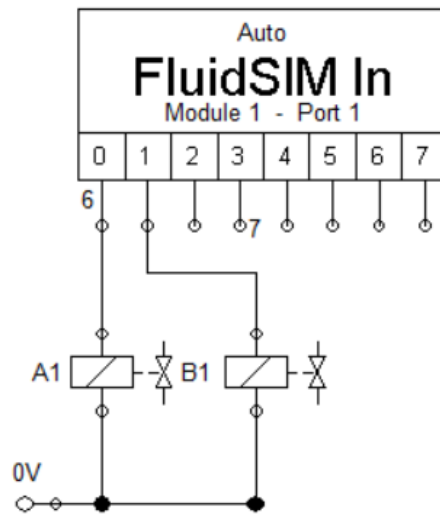 Auto
FluidSIM In
Module 1 - Port 1
0 1 2 3 4 5 6 7
6
7
A1
B1
0V